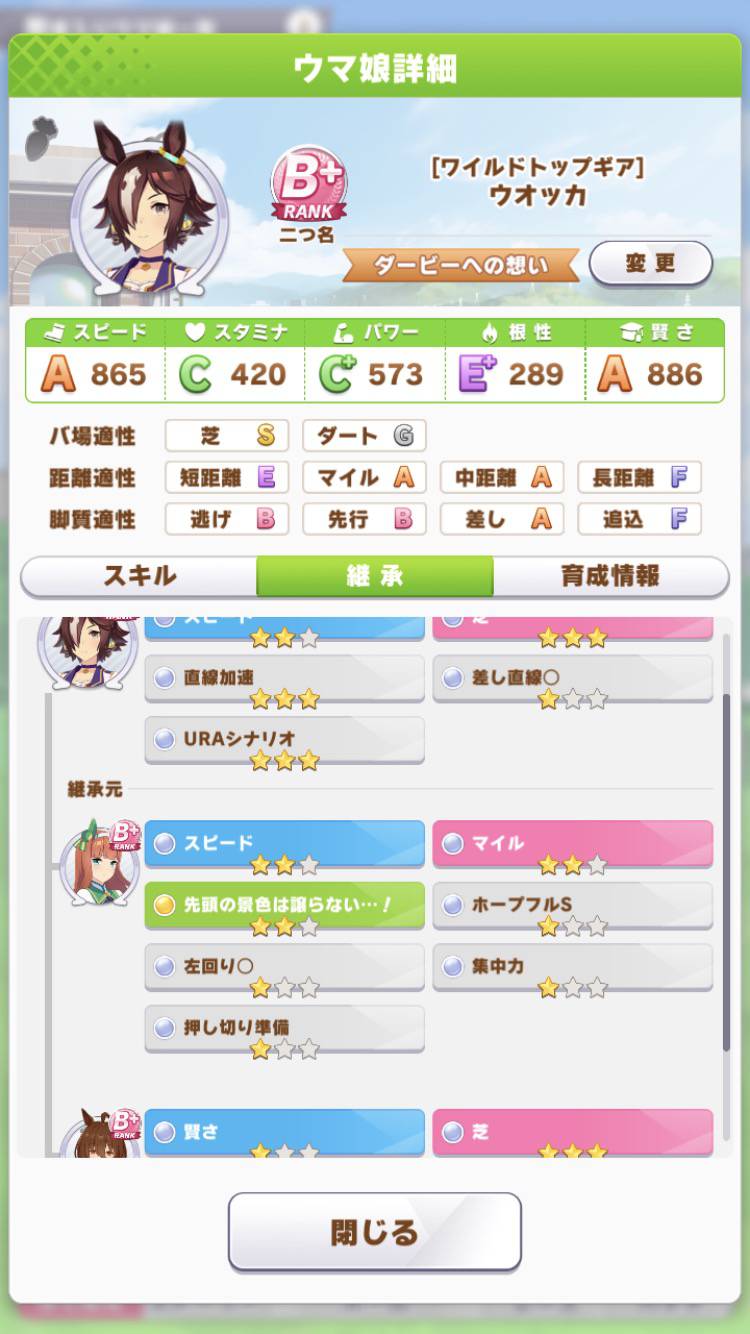 ウマ娘詳細
B+
RANK
[ワイルドトップギア]
ウオッカ
二つ名
ダービーへの想い
変更
スピード スタミナ パワー 根性 賢さ
A 865 C 420 C+ 573 E+ 289 A 886
バ場適性 芝 S ダート G
距離適性 短距離 E マイル A 中距離 A 長距離 F
脚質適性 逃げ B 先行 B 差し A 追込 F
スキル 継承 育成情報
RANK スピード 芝
直線加速 差し直線○
URAシナリオ
継承元
B+ RANK スピード マイル
先頭の景色は譲らない…! ホープフルS
左回り○ 集中力
押し切り準備
B+ RANK 賢さ 芝
閉じる